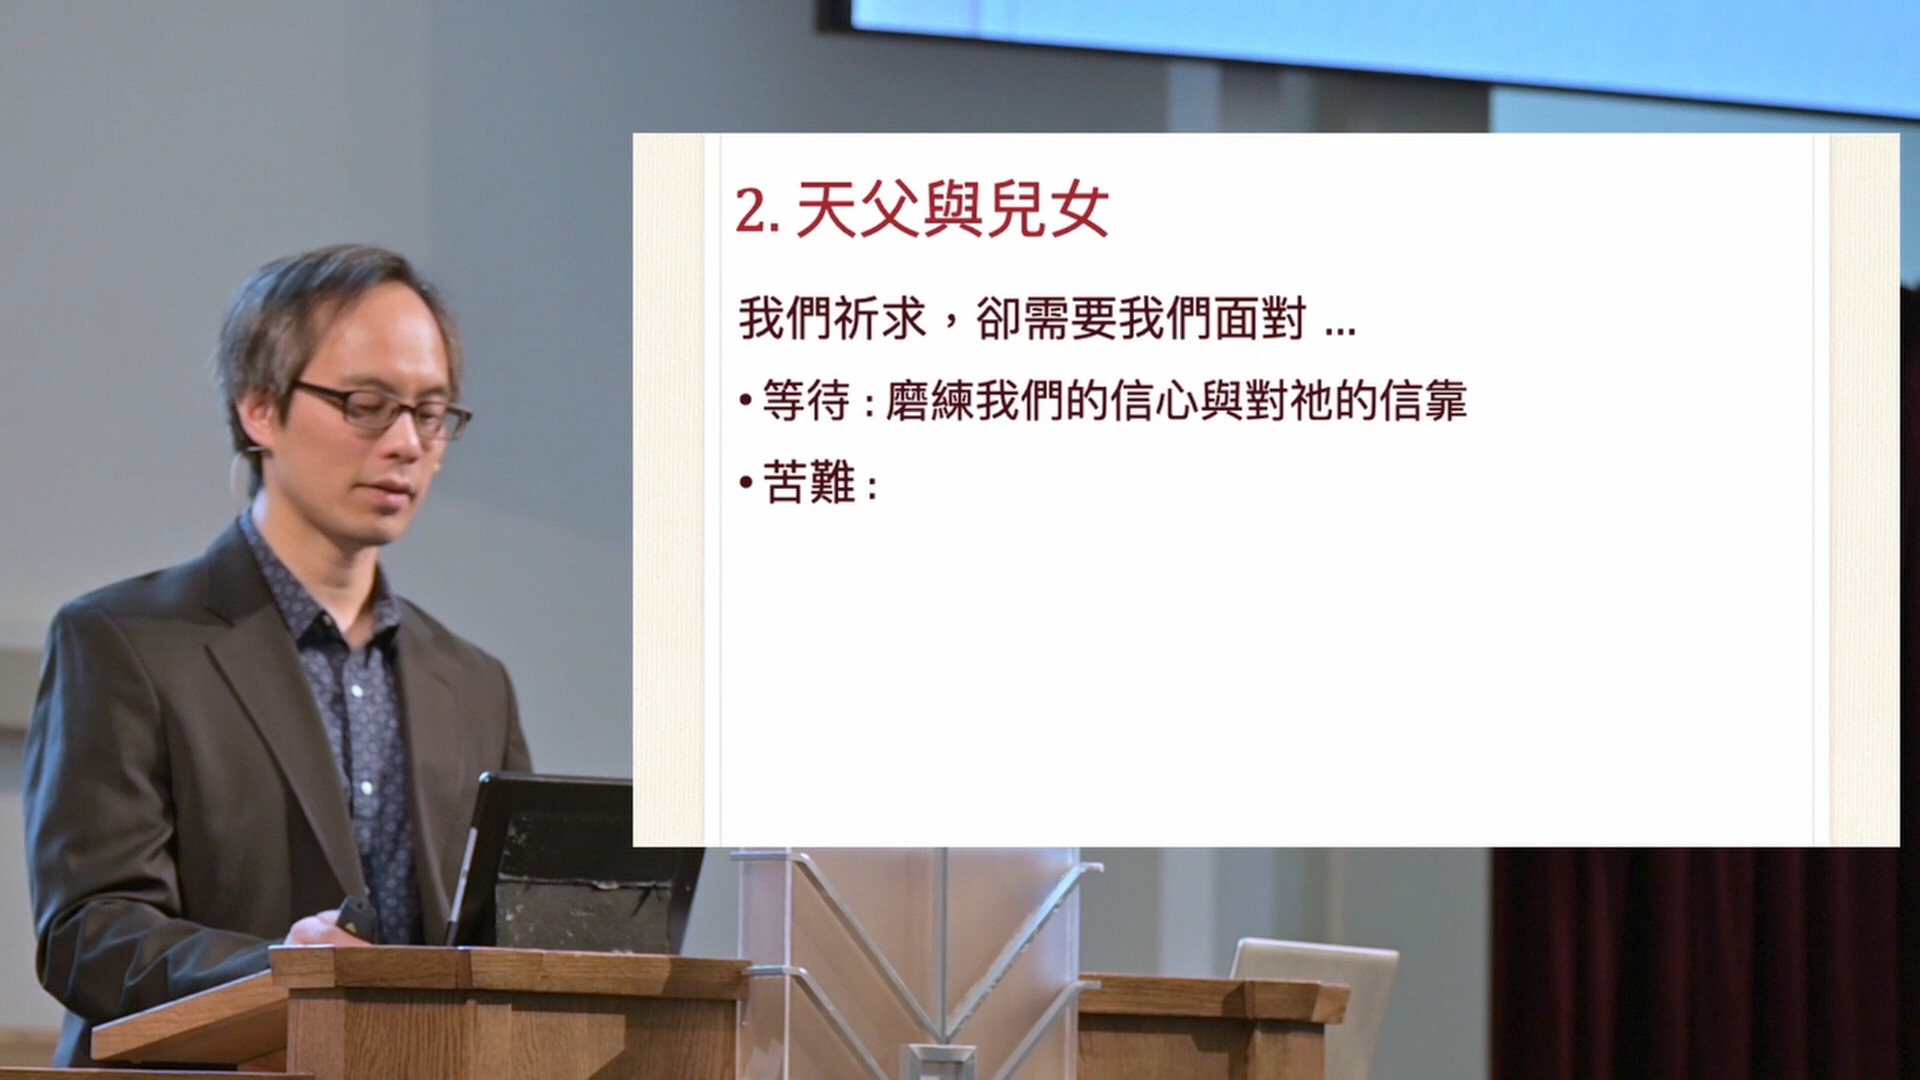 2. 天父與兒女
我們祈求，卻需要我們面對 ...
• 等待 : 磨練我們的信心與對祂的信靠
• 苦難 :